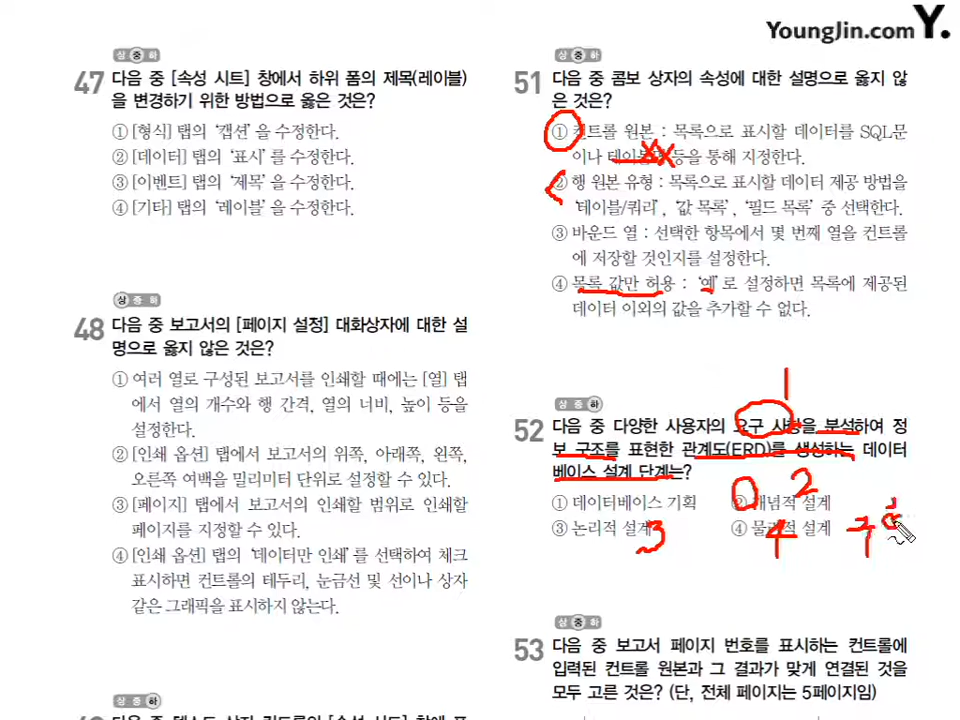 YoungJin.com Y.
상 중 하
47 다음 중 [속성 시트] 창에서 하위 폼의 제목(레이블)
을 변경하기 위한 방법으로 옳은 것은?
① [형식] 탭의 ‘캡션’을 수정한다.
② [데이터] 탭의 ‘표시’를 수정한다.
③ [이벤트] 탭의 ‘제목’을 수정한다.
④ [기타] 탭의 ‘레이블’을 수정한다.
상 중 하
48 다음 중 보고서의 [페이지 설정] 대화상자에 대한 설
명으로 옳지 않은 것은?
① 여러 열로 구성된 보고서를 인쇄할 때에는 [열] 탭
에서 열의 개수와 행 간격, 열의 너비, 높이 등을
설정한다.
② [인쇄 옵션] 탭에서 보고서의 위쪽, 아래쪽, 왼쪽,
오른쪽 여백을 밀리미터 단위로 설정할 수 있다.
③ [페이지] 탭에서 보고서의 인쇄할 범위로 인쇄할
페이지를 지정할 수 있다.
④ [인쇄 옵션] 탭의 ‘데이터만 인쇄’를 선택하여 체크
표시하면 컨트롤의 테두리, 눈금선 및 선이나 상자
같은 그래픽을 표시하지 않는다.
상 중 하
상 중 하
51 다음 중 콤보 상자의 속성에 대한 설명으로 옳지 않
은 것은?
① 컨트롤 원본 : 목록으로 표시할 데이터를 SQL문
이나 테이블명 등을 통해 지정한다.
② 행 원본 유형 : 목록으로 표시할 데이터 제공 방법을
‘테이블/쿼리’, ‘값 목록’, ‘필드 목록’ 중 선택한다.
③ 바운드 열 : 선택한 항목에서 몇 번째 열을 컨트롤
에 저장할 것인지를 설정한다.
④ 목록 값만 허용 : ‘예’로 설정하면 목록에 제공된
데이터 이외의 값을 추가할 수 없다.
1
상 중 하
52 다음 중 다양한 사용자의 요구 사항을 분석하여 정
보 구조를 표현한 관계도(ERD)를 생성하는 데이터
베이스 설계 단계는?
2
① 데이터베이스 기획 ② 개념적 설계
③ 논리적 설계 ④ 물리적 설계
3 4
상 중 하
53 다음 중 보고서 페이지 번호를 표시하는 컨트롤에
입력된 컨트롤 원본과 그 결과가 맞게 연결된 것을
모두 고른 것은? (단, 전체 페이지는 5페이지임)